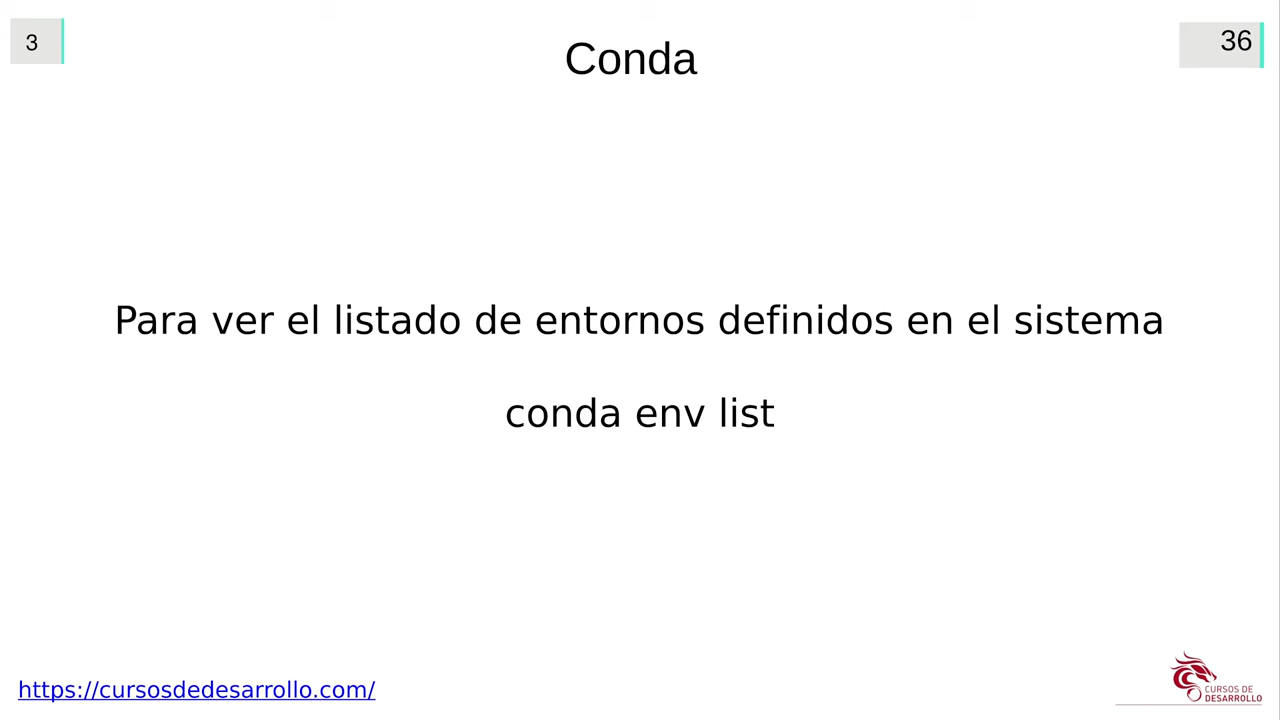 3
Conda
36
Para ver el listado de entornos definidos en el sistema
conda env list
https://cursosdedesarrollo.com/
CURSOS DE
DESARROLLO